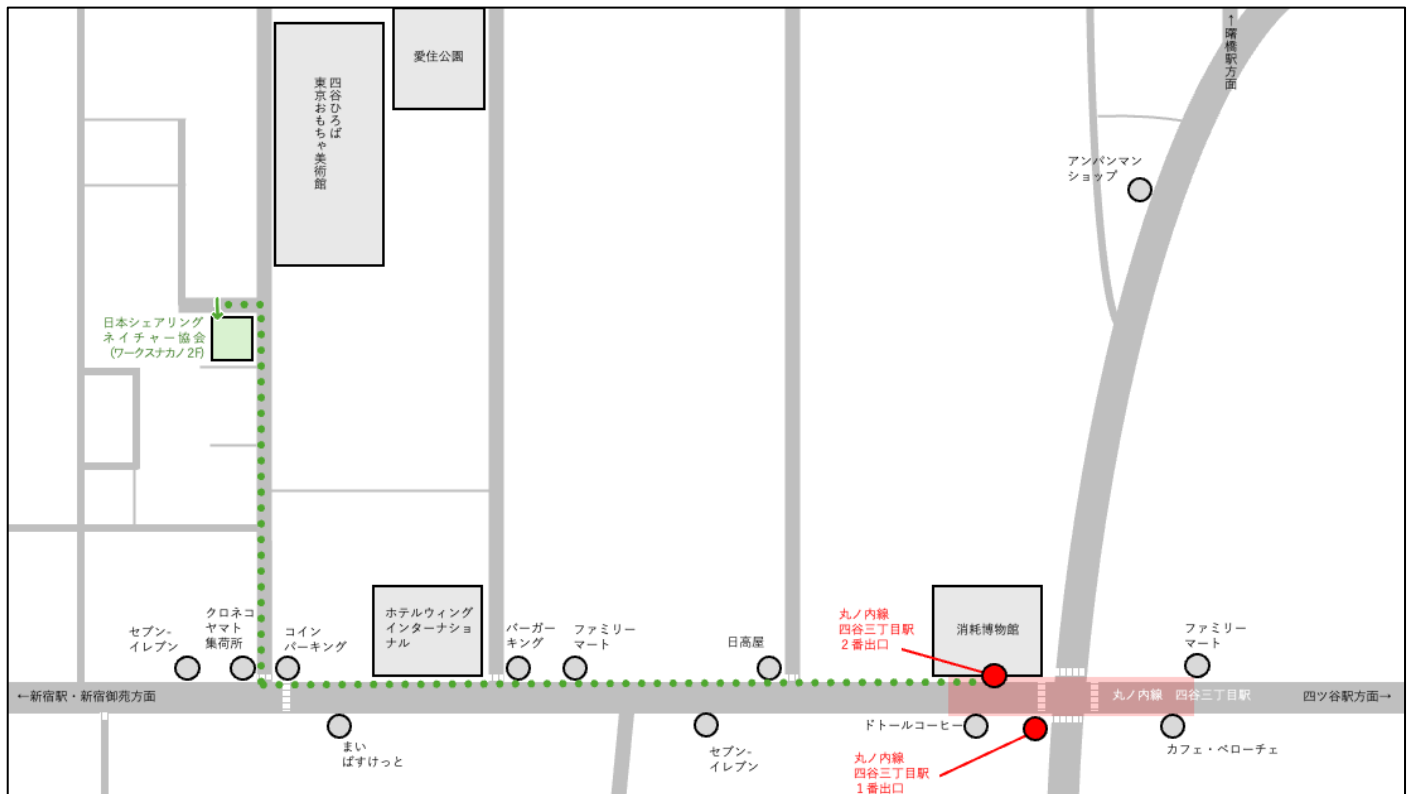 愛住公園
四谷ひろば
東京おもちゃ美術館
↑曙橋駅方面
アンパンマン
ショップ
日本シェアリング
ネイチャー協会
(ワークスナカノ2F)
セブン-
イレブン
クロネコ
ヤマト
集荷所
コイン
パーキング
ホテルウィング
インターナショ
ナル
バーガー
キング
ファミリー
マート
日高屋
丸ノ内線
四谷三丁目駅
2番出口
消耗博物館
ファミリー
マート
←新宿駅・新宿御苑方面
丸ノ内線 四谷三丁目駅
四ツ谷駅方面→
まい
ばすけっと
セブン-
イレブン
ドトールコーヒー
丸ノ内線
四谷三丁目駅
1番出口
カフェ・ベローチェ